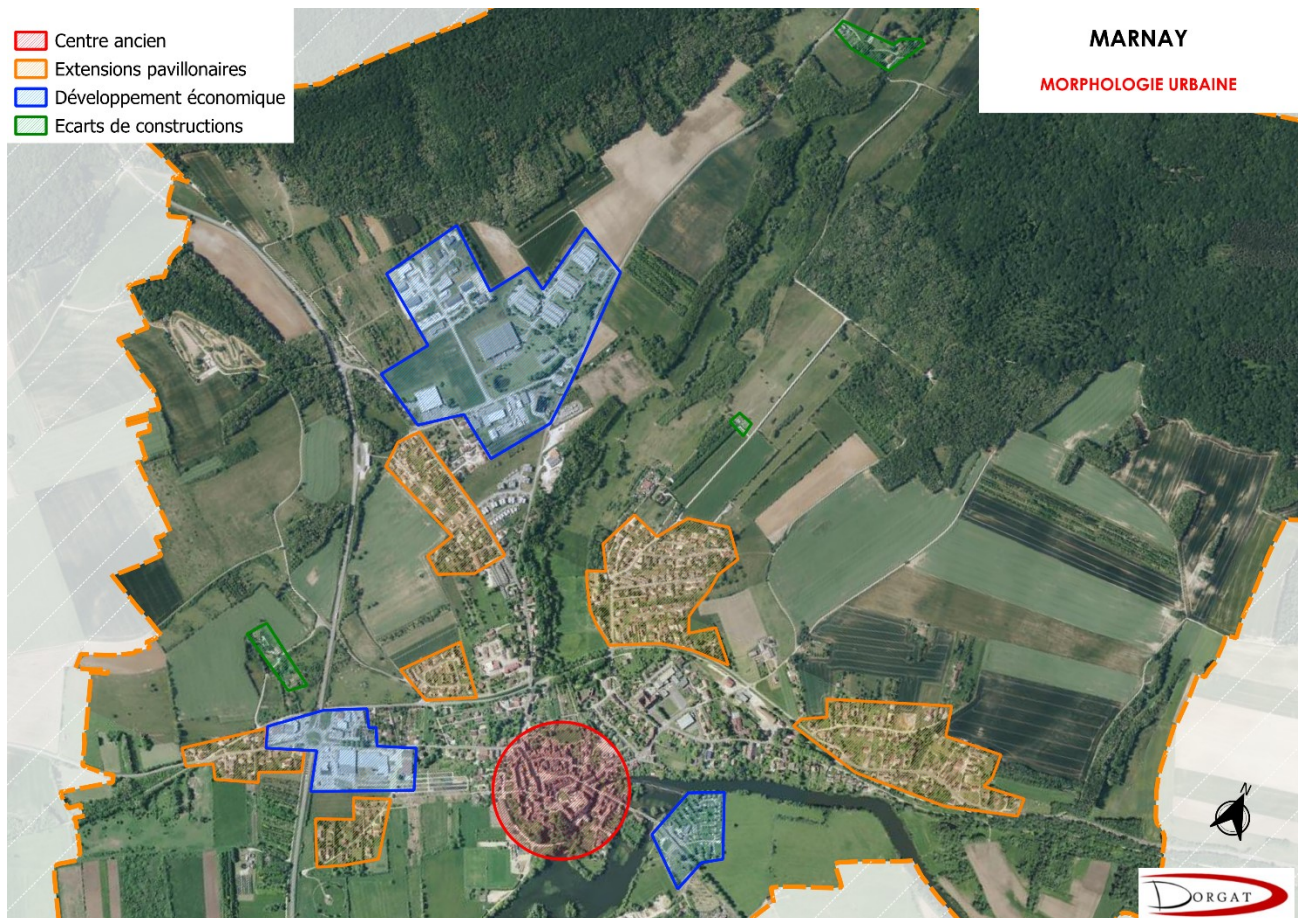 Centre ancien
Extensions pavillonaires
Développement économique
Ecarts de constructions
MARNAY
MORPHOLOGIE URBAINE
N
DORGAT